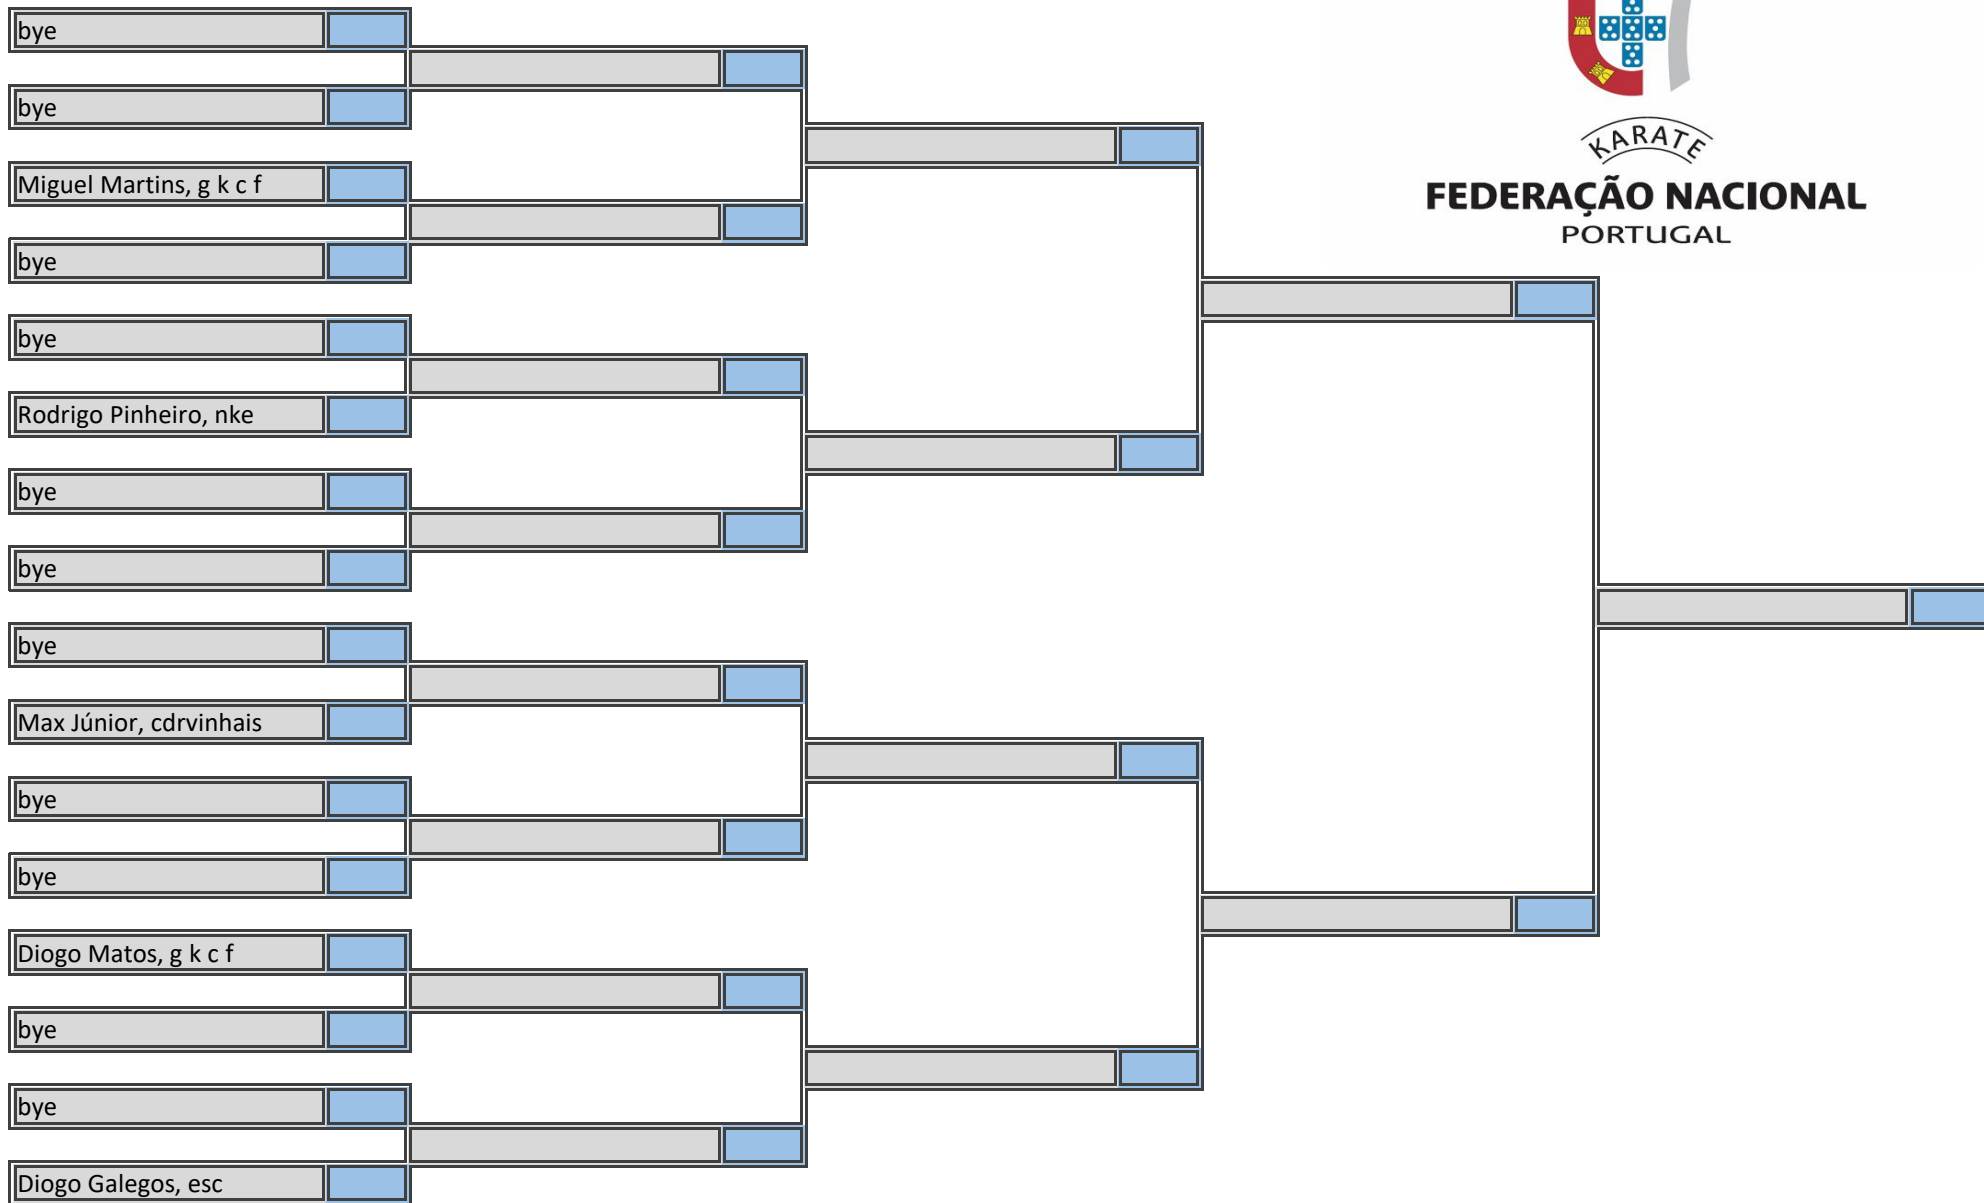 bye
bye
Miguel Martins, g k c f
bye
bye
Rodrigo Pinheiro, nke
bye
bye
bye
Max Júnior, cdrvinhais
bye
bye
Diogo Matos, g k c f
bye
bye
Diogo Galegos, esc
KARATE
FEDERAÇÃO NACIONAL
PORTUGAL